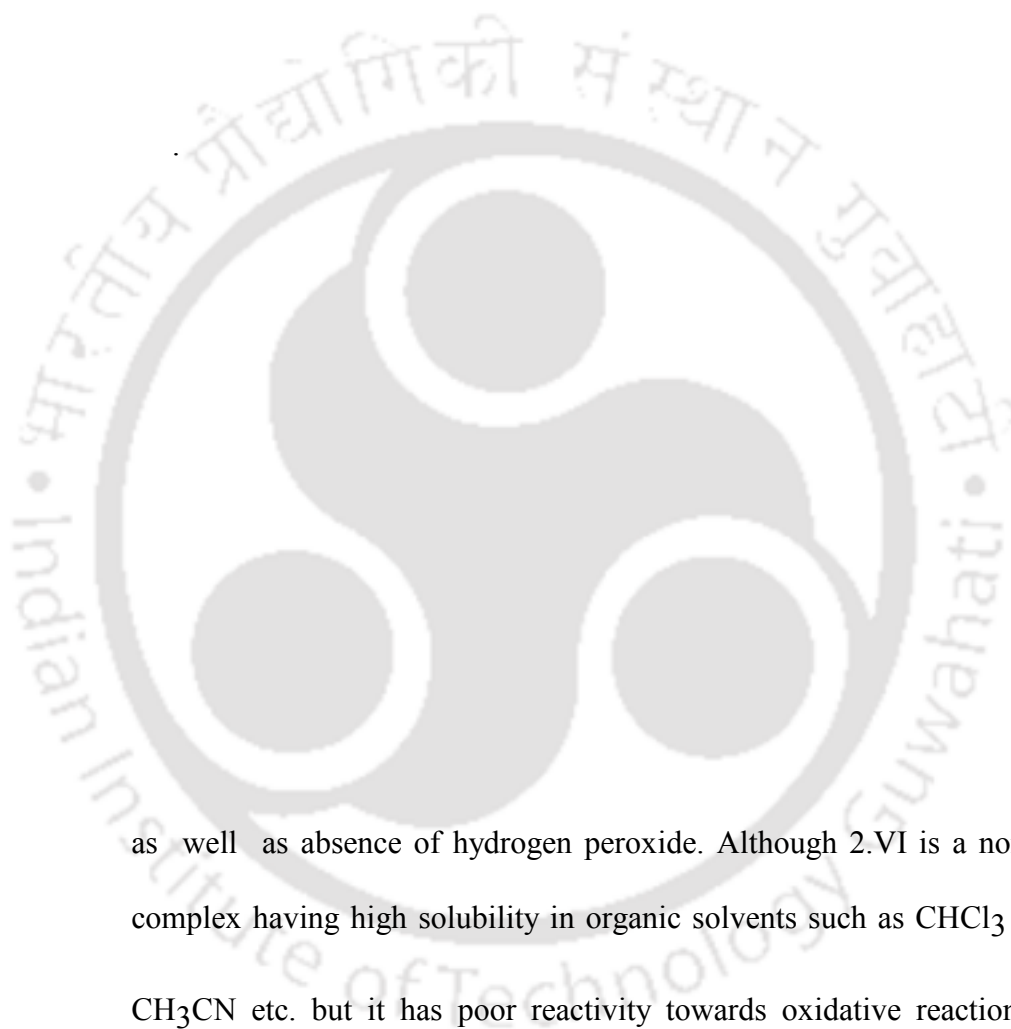 भारतीय प्रौद्योगिकी संस्थान गुवाहाटी
Indian Institute of Technology Guwahati
as well as absence of hydrogen peroxide. Although 2.VI is a
complex having high solubility in organic solvents such as CHCl3
CH3CN etc. but it has poor reactivity towards oxidative